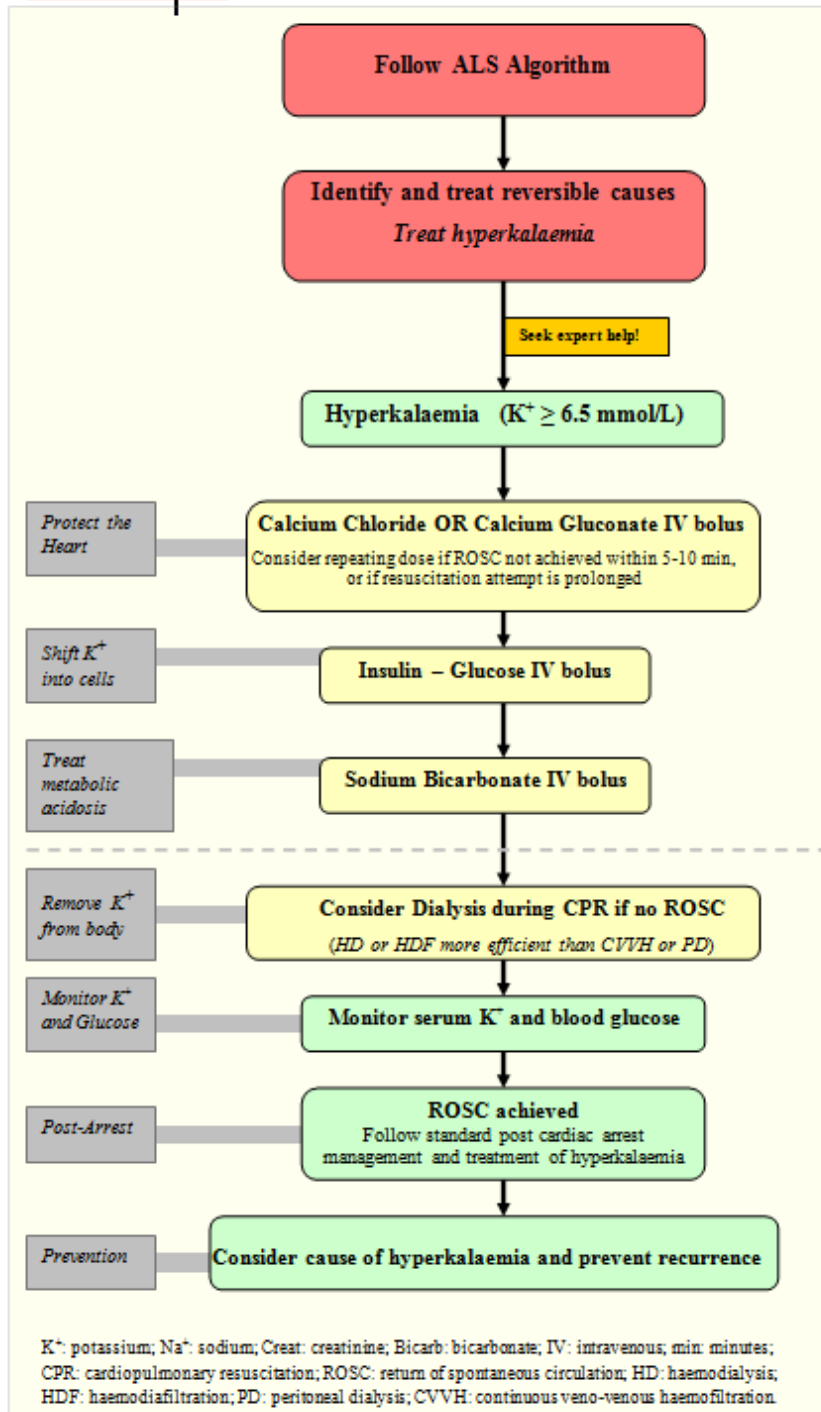 Follow ALS Algorithm
Identify and treat reversible causes
Treat hyperkalaemia
Seek expert help!
Hyperkalaemia (K⁺ ≥ 6.5 mmol/L)
Protect the
Heart
Calcium Chloride OR Calcium Gluconate IV bolus
Consider repeating dose if ROSC not achieved within 5-10 min,
or if resuscitation attempt is prolonged
Shift K⁺
into cells
Insulin – Glucose IV bolus
Treat
metabolic
acidosis
Sodium Bicarbonate IV bolus
Remove K⁺
from body
Consider Dialysis during CPR if no ROSC
(HD or HDF more efficient than CVVH or PD)
Monitor K⁺
and Glucose
Monitor serum K⁺ and blood glucose
Post-Arrest
ROSC achieved
Follow standard post cardiac arrest
management and treatment of hyperkalaemia
Prevention
Consider cause of hyperkalaemia and prevent recurrence
K⁺: potassium; Na⁺: sodium; Creat: creatinine; Bicarb: bicarbonate; IV: intravenous; min: minutes;
CPR: cardiopulmonary resuscitation; ROSC: return of spontaneous circulation; HD: haemodialysis;
HDF: haemodiafiltration; PD: peritoneal dialysis; CVVH: continuous veno-venous haemofiltration.